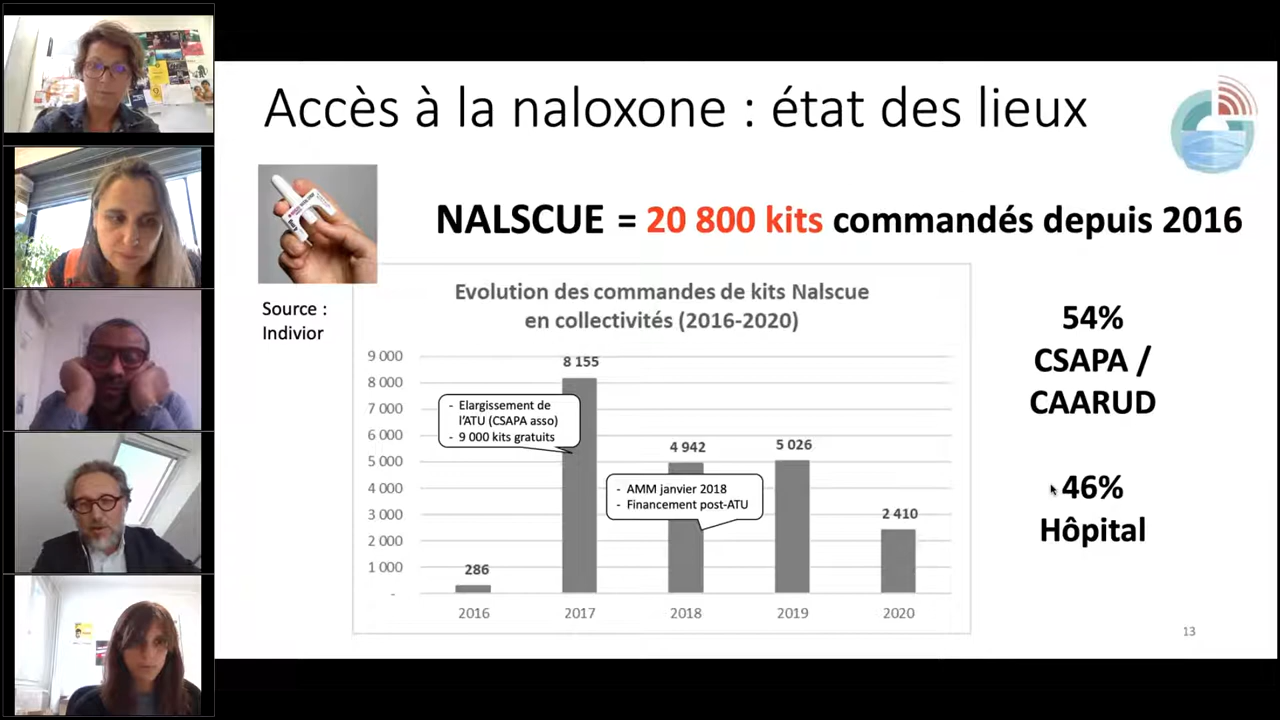 Accès à la naloxone : état des lieux
NALSCUE = 20 800 kits commandés depuis 2016
Source :
Indivior
Evolution des commandes de kits Nalscue
en collectivités (2016-2020)
9 000
8 000
7 000
6 000
5 000
4 000
3 000
2 000
1 000
-
286
8 155
4 942
5 026
2 410
- Elargissement de
l'ATU (CSAPA asso)
- 9 000 kits gratuits
- AMM janvier 2018
- Financement post-ATU
2016
2017
2018
2019
2020
54%
CSAPA /
CAARUD
46%
Hôpital
13